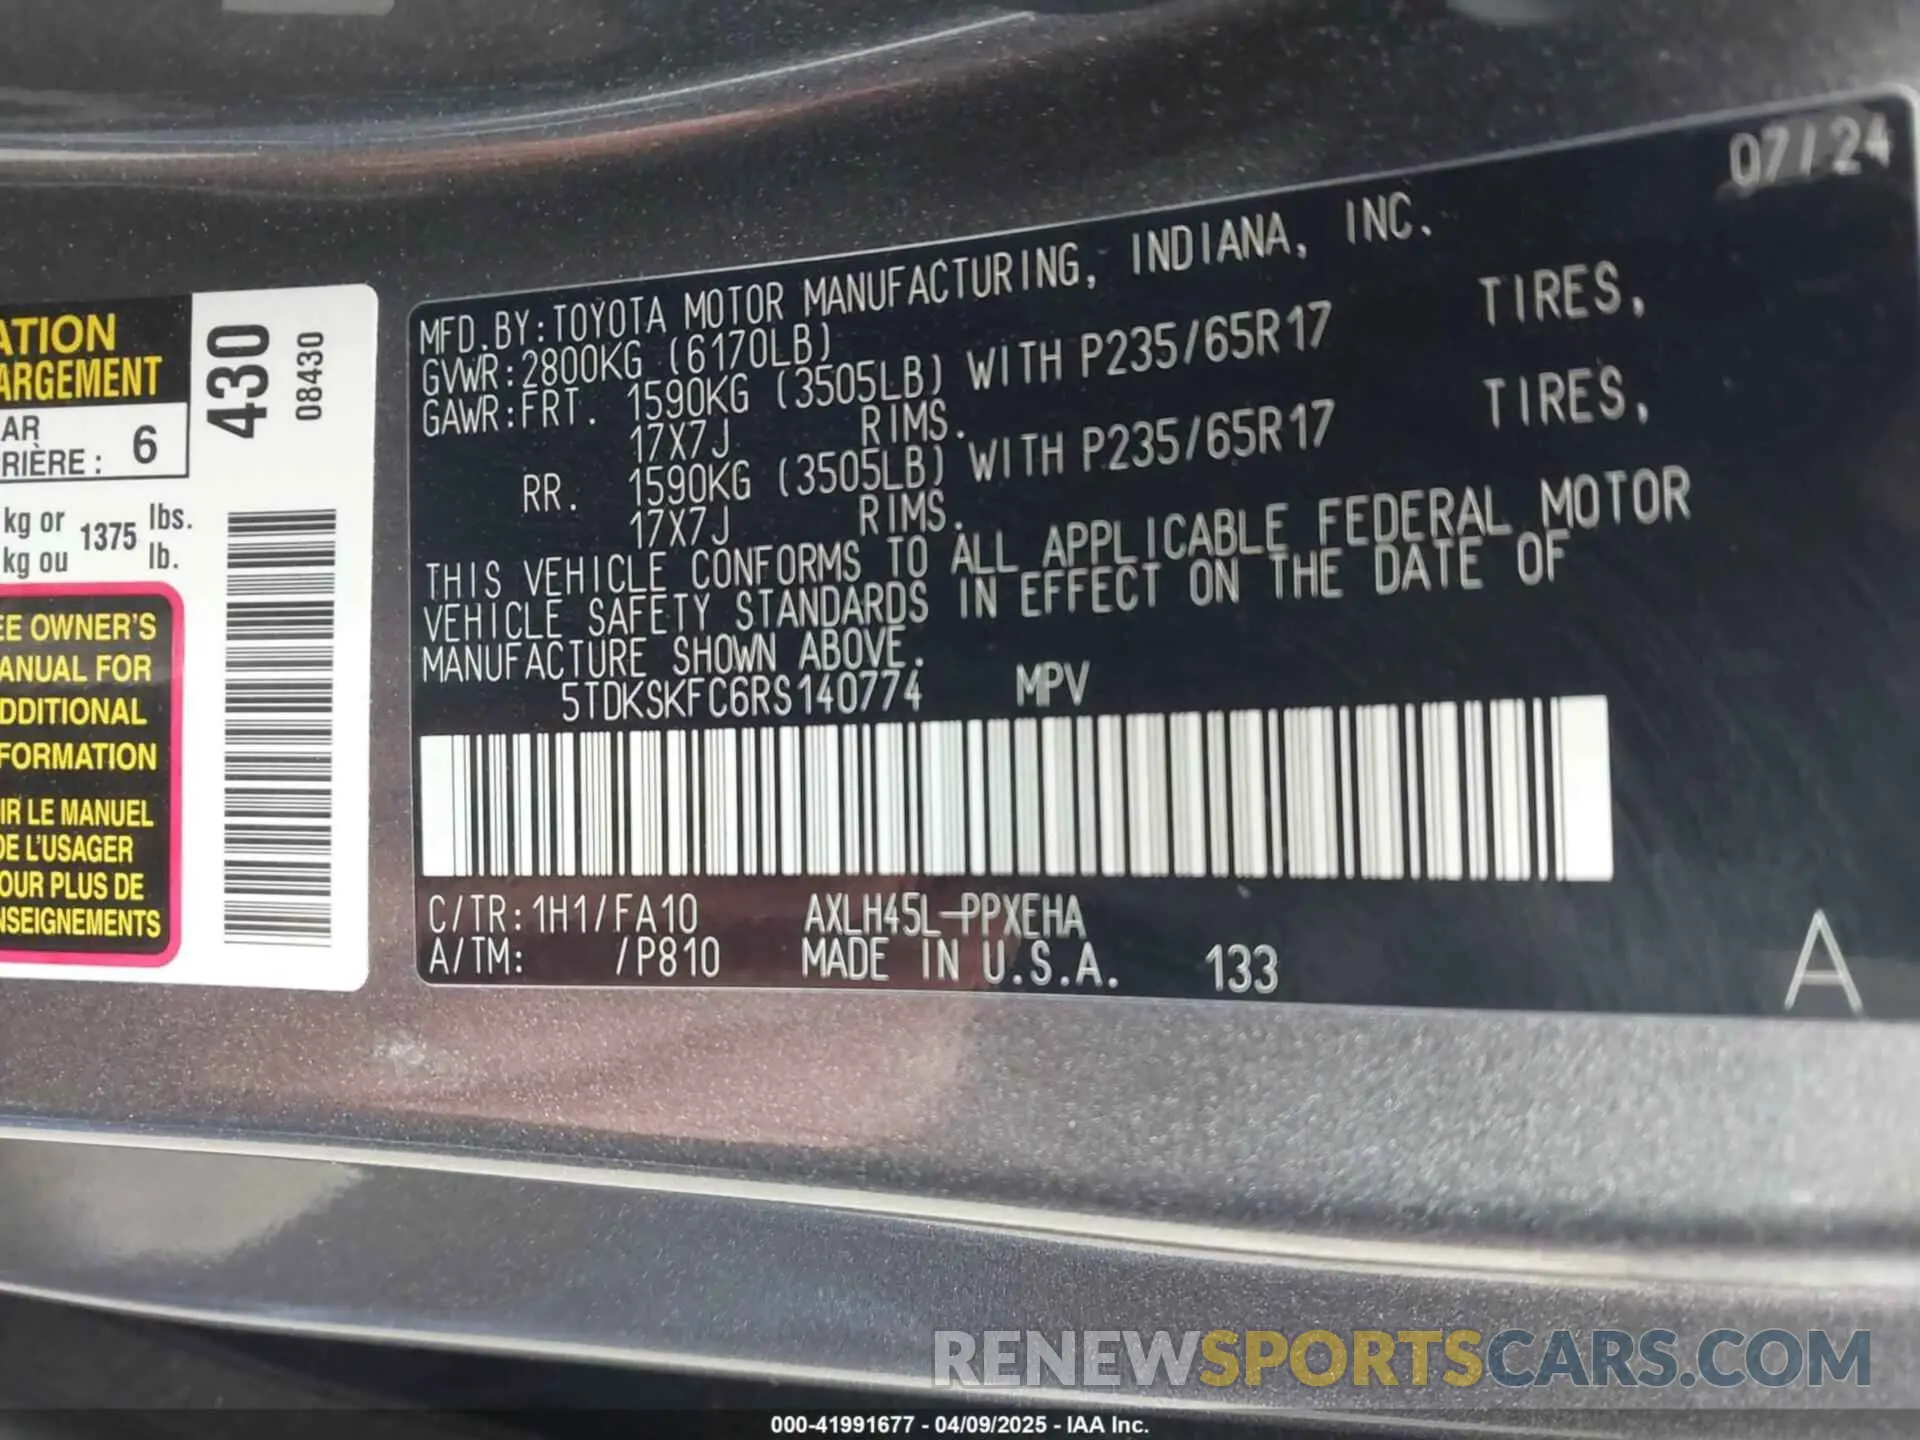 ATION
ARGEMENT
AR
RIÈRE : 6
kg or 1375 lbs.
kg ou lb.
EE OWNER'S
ANUAL FOR
DDITIONAL
FORMATION
IR LE MANUEL
DE L'USAGER
OUR PLUS DE
NSEIGNEMENTS
430
08430
07/24
MFD.BY:TOYOTA MOTOR MANUFACTURING, INDIANA, INC.
GVWR:2800KG (6170LB)
GAWR:FRT. 1590KG (3505LB) WITH P235/65R17 TIRES,
17X7J RIMS.
RR. 1590KG (3505LB) WITH P235/65R17 TIRES,
17X7J RIMS.
THIS VEHICLE CONFORMS TO ALL APPLICABLE FEDERAL MOTOR
VEHICLE SAFETY STANDARDS IN EFFECT ON THE DATE OF
MANUFACTURE SHOWN ABOVE.
5TDKSKFC6RS140774 MPV
C/TR:1H1/FA10 AXLH45L-PPXEHA
A/TM: /P810 MADE IN U.S.A. 133
A
RENEWSPORTSCARS.COM
000-41991677 - 04/09/2025 - IAA Inc.